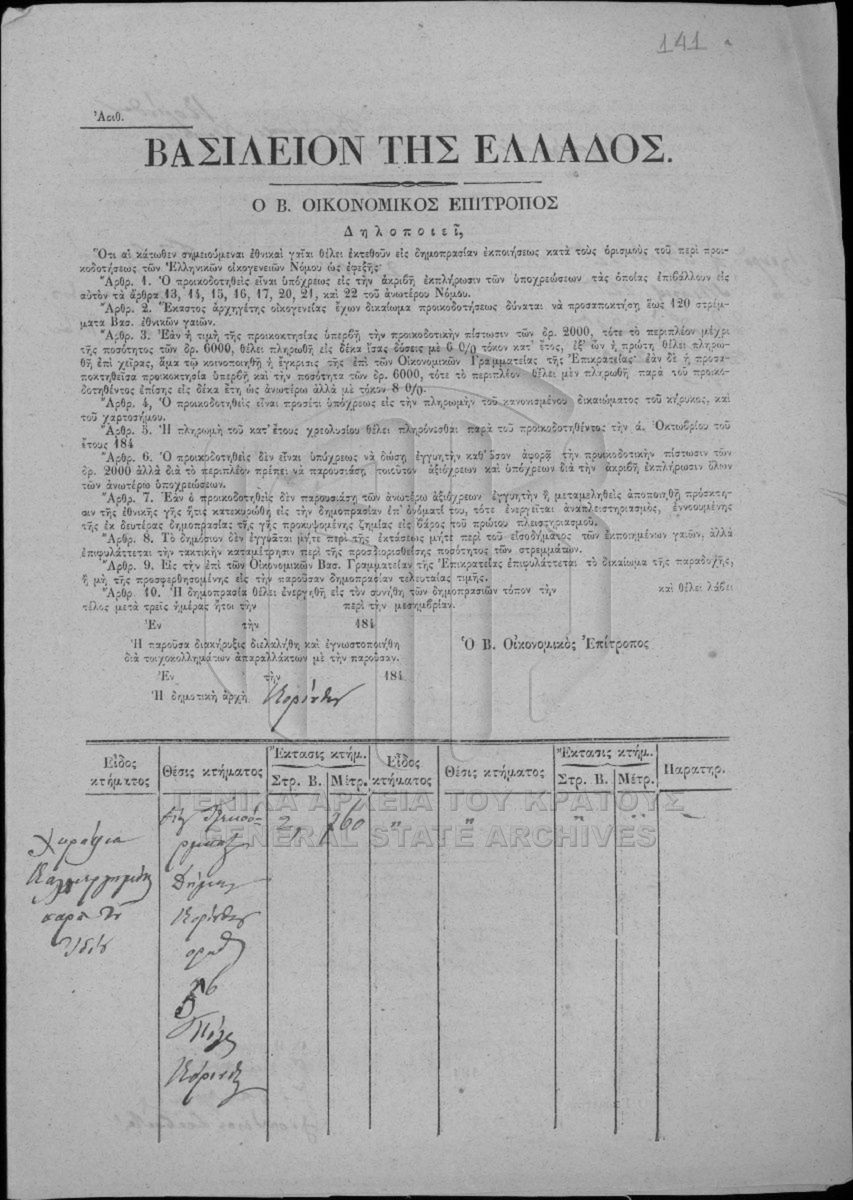 141
Ἀριθ.
ΒΑΣΙΛΕΙΟΝ ΤΗΣ ΕΛΛΑΔΟΣ.
Ο Β. ΟΙΚΟΝΟΜΙΚΟΣ ΕΠΙΤΡΟΠΟΣ
Δηλοποιεῖ,
Ὅτι αἱ κάτωθεν σημειούμεναι ἐθνικαὶ γαῖαι θέλει ἐκτεθοῦν εἰς δημοπρασίαν ἐκποιήσεως κατὰ τοὺς ὁρισμοὺς τοῦ περὶ προι-
κοδοτήσεως τῶν Ἑλληνικῶν οἰκογενειῶν Νόμου ὡς ἐφεξῆς·
Ἄρθρ. 1. Ὁ προικοδοτηθεὶς εἶναι ὑπόχρεως εἰς τὴν ἀκριβῆ ἐκπλήρωσιν τῶν ὑποχρεώσεων τὰς ὁποίας ἐπιβάλλουν εἰς
αὐτὸν τὰ ἄρθρα 13, 14, 15, 16, 17, 20, 21, καὶ 22 τοῦ ἀνωτέρω Νόμου.
Ἄρθρ. 2. Ἕκαστος ἀρχηγέτης οἰκογενείας ἔχων δικαίωμα προικοδοτήσεως δύναται νὰ προσαποκτήσῃ ἕως 120 στρέμ-
ματα Βασ. ἐθνικῶν γαιῶν.
Ἄρθρ. 3. Ἐὰν ἡ τιμὴ τῆς προικοκτησίας ὑπερβῇ τὴν προικοδοτικὴν πίστωσιν τῶν δρ. 2000, τότε τὸ περιπλέον μέχρι
τῆς ποσότητος τῶν δρ. 6000, θέλει πληρωθῆ εἰς δέκα ἴσας δόσεις μὲ 6 0/0 τόκον κατ᾽ ἔτος, ἐξ᾽ ὧν ἡ πρώτη θέλει πληρω-
θῆ ἐπὶ χεῖρας, ἅμα τῷ κοινοποιηθῇ ἡ ἔγκρισις τῆς ἐπὶ τῶν Οἰκονομικῶν Γραμματείας τῆς Ἐπικρατείας· ἐὰν δὲ ἡ προσα-
ποκτηθεῖσα προικοκτησία ὑπερβῇ καὶ τὴν ποσότητα τῶν δρ. 6000, τότε τὸ περιπλέον θέλει μὲν πληρωθῆ παρὰ τοῦ προικο-
δοτηθέντος ἐπίσης εἰς δέκα ἔτη ὡς ἀνωτέρω ἀλλὰ μὲ τόκον 8 0/0.
Ἄρθρ. 4, Ὁ προικοδοτηθεὶς εἶναι προσέτι ὑπόχρεως εἰς τὴν πληρωμὴν τοῦ κανονισμένου δικαιώματος τοῦ κήρυκος, καὶ
τοῦ χαρτοσήμου.
Ἄρθρ. 5. Ἡ πληρωμὴ τοῦ κατ᾽ ἔτους χρεολυσίου θέλει πληρόνεσθαι παρὰ τοῦ προικοδοτηθέντος τὴν ά. Ὀκτωβρίου τοῦ
ἔτους 184
Ἄρθρ. 6. Ὁ προικοδοτηθεὶς δὲν εἶναι ὑπόχρεως νὰ δώσῃ ἐγγυητὴν καθ᾽ ὅσον ἀφορᾷ τὴν προικοδοτικὴν πίστωσιν τῶν
δρ. 2000 ἀλλὰ διὰ τὸ περιπλέον πρέπει νὰ παρουσιάσῃ τοιοῦτον ἀξιόχρεων καὶ ὑπόχρεων διὰ τὴν ἀκριβῆ ἐκπλήρωσιν ὅλων
τῶν ἀνωτέρω ὑποχρεώσεων.
Ἄρθρ. 7. Ἐὰν ὁ προικοδοτηθεὶς δὲν παρουσιάσῃ τῶν ἀνωτέρω ἀξιόχρεων ἐγγυητὴν ἢ μεταμεληθεὶς ἀποποιηθῇ πρόσκτη-
σιν τῆς ἐθνικῆς γῆς ἥτις κατεκυρώθη εἰς τὴν δημοπρασίαν ἐπ᾽ ὀνόματί του, τότε ἐνεργεῖται ἀναπλειστηριασμὸς, ἐννοουμένης
τῆς ἐκ δευτέρας δημοπρασίας τῆς γῆς προκυψομένης ζημίας εἰς βάρος τοῦ πρώτου πλειστηριασμοῦ.
Ἄρθρ. 8. Τὸ δημόσιον δὲν ἐγγυᾶται μήτε περὶ τῆς ἐκτάσεως μήτε περὶ τοῦ εἰσοδήματος τῶν ἐκποιημένων γαιῶν, ἀλλὰ
ἐπιφυλάττεται τὴν τακτικὴν καταμέτρησιν περὶ τῆς προσδιορισθείσης ποσότητος τῶν στρεμμάτων.
Ἄρθρ. 9. Εἰς τὴν ἐπὶ τῶν Οἰκονομικῶν Βασ. Γραμματείαν τῆς Ἐπικρατείας ἐπιφυλάττεται τὸ δικαίωμα τῆς παραδοχῆς,
ἢ μὴ τῆς προσφερθησομένης εἰς τὴν παροῦσαν δημοπρασίαν τελευταίας τιμῆς.
Ἄρθρ. 10. Ἡ δημοπρασία θέλει ἐνεργηθῆ εἰς τὸν συνήθη τῶν δημοπρασιῶν τόπον τὴν καὶ θέλει λάβει
τέλος μετὰ τρεῖς ἡμέρας ἤτοι τὴν περὶ τὴν μεσημβρίαν.
Ἐν τὴν 184
Ἡ παροῦσα διακήρυξις διελαλήθη καὶ ἐγνωστοποιήθη
διὰ τοιχοκολλημάτων ἀπαραλλάκτων μὲ τὴν παροῦσαν.
Ὁ Β. Οἰκονομικὸς Ἐπίτροπος
Ἐν τὴν 184
Ἡ δημοτικὴ ἀρχὴ Κορίνθου
Εἶδος κτήματος Θέσις κτήματος Ἔκτασις κτήμ. Στρ. Β. Μέτρ. Εἶδος κτήματος Θέσις κτήματος Ἔκτασις κτήμ. Στρ. Β. Μέτρ. Παρατηρ.
2, 760 " " " "
Χωράφια
Δήμου
παρὰ τοῦ
Κορίνθου
ἰδίου
ἀριθ
Κόρινθος
ΓΕΝΙΚΑ ΑΡΧΕΙΑ ΤΟΥ ΚΡΑΤΟΥΣ
GENERAL STATE ARCHIVES